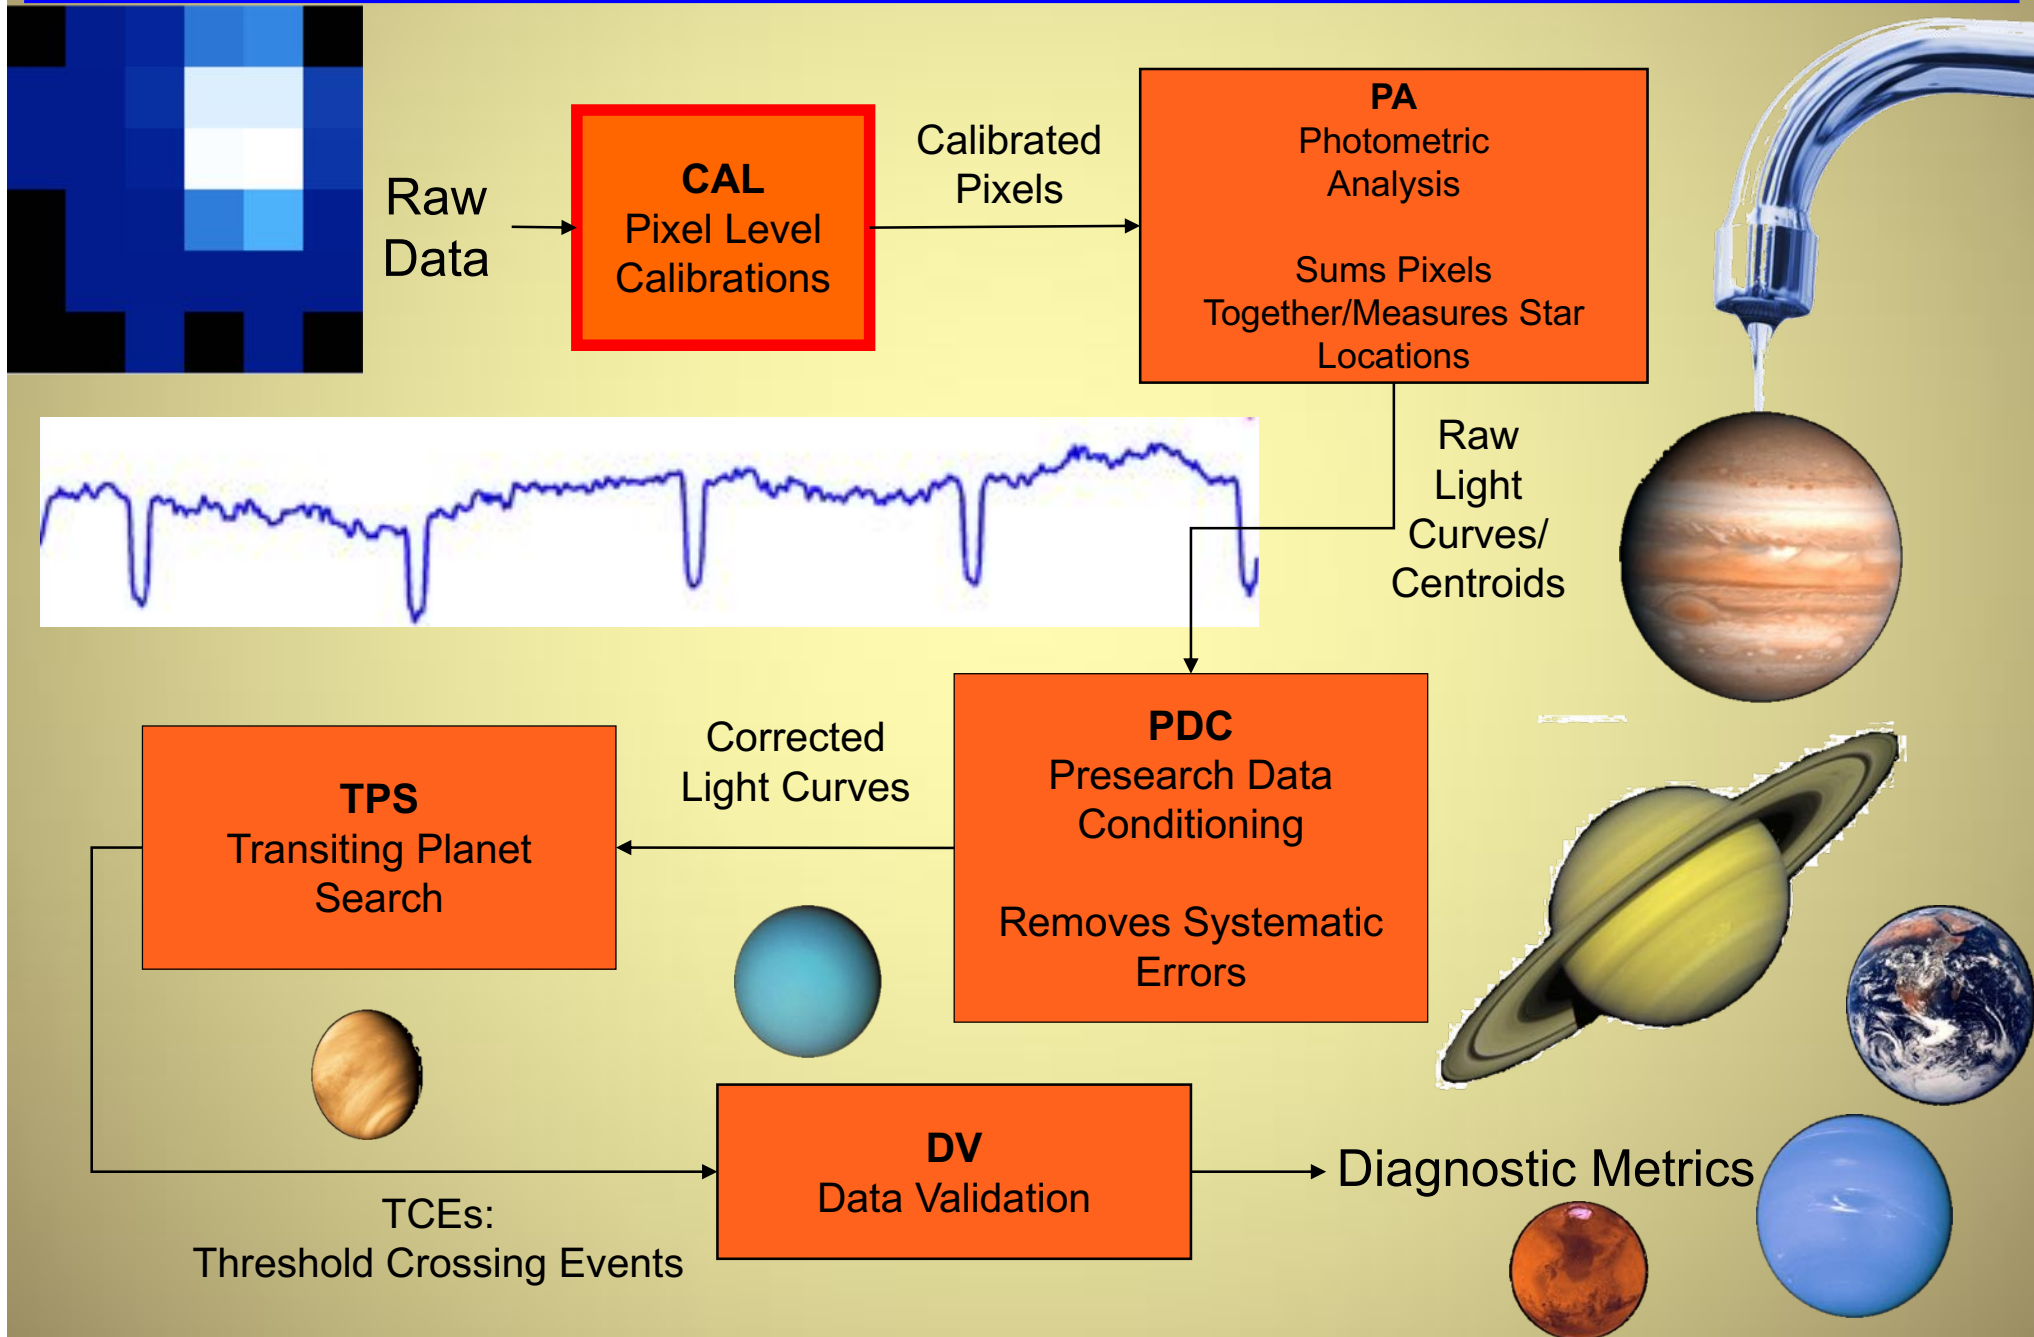 Raw
Data
CAL
Pixel Level
Calibrations
Calibrated
Pixels
PA
Photometric
Analysis
Sums Pixels
Together/Measures Star
Locations
Raw
Light
Curves/
Centroids
PDC
Presearch Data
Conditioning
Removes Systematic
Errors
Corrected
Light Curves
TPS
Transiting Planet
Search
TCEs:
Threshold Crossing Events
DV
Data Validation
Diagnostic Metrics